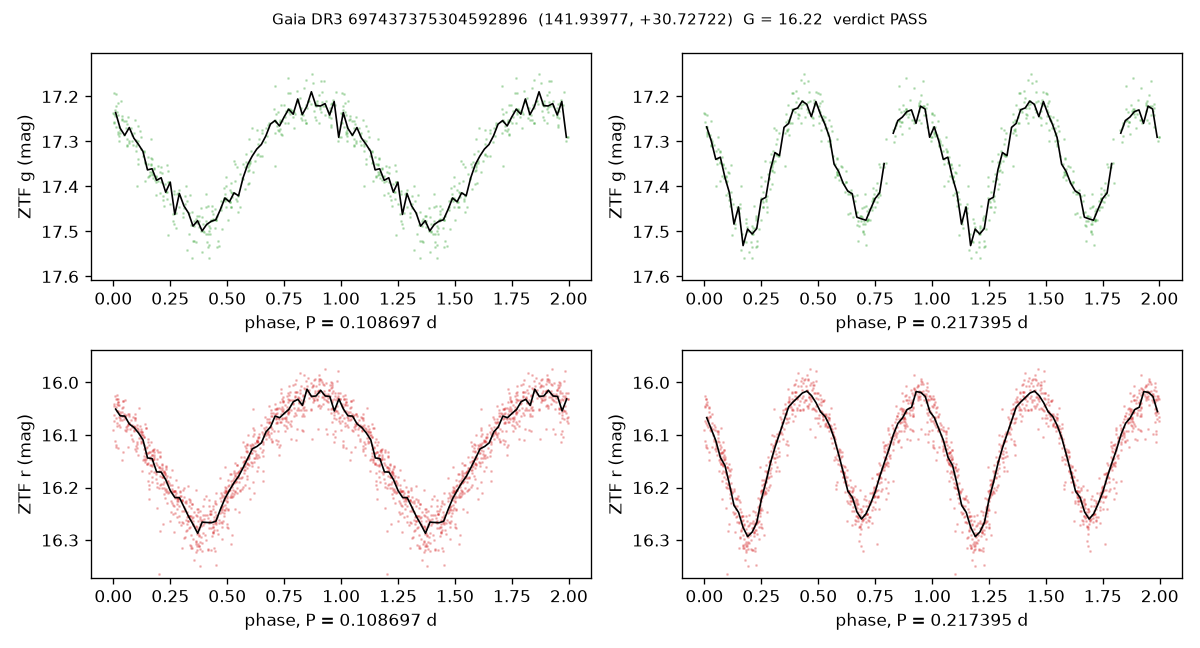 Gaia DR3 697437375304592896 (141.93977, +30.72722) G = 16.22 verdict PASS
ZTF g (mag)
17.2
17.3
17.4
17.5
17.6
0.00 0.25 0.50 0.75 1.00 1.25 1.50 1.75 2.00
phase, P = 0.108697 d
ZTF g (mag)
17.2
17.3
17.4
17.5
17.6
0.00 0.25 0.50 0.75 1.00 1.25 1.50 1.75 2.00
phase, P = 0.217395 d
ZTF r (mag)
16.0
16.1
16.2
16.3
0.00 0.25 0.50 0.75 1.00 1.25 1.50 1.75 2.00
phase, P = 0.108697 d
ZTF r (mag)
16.0
16.1
16.2
16.3
0.00 0.25 0.50 0.75 1.00 1.25 1.50 1.75 2.00
phase, P = 0.217395 d